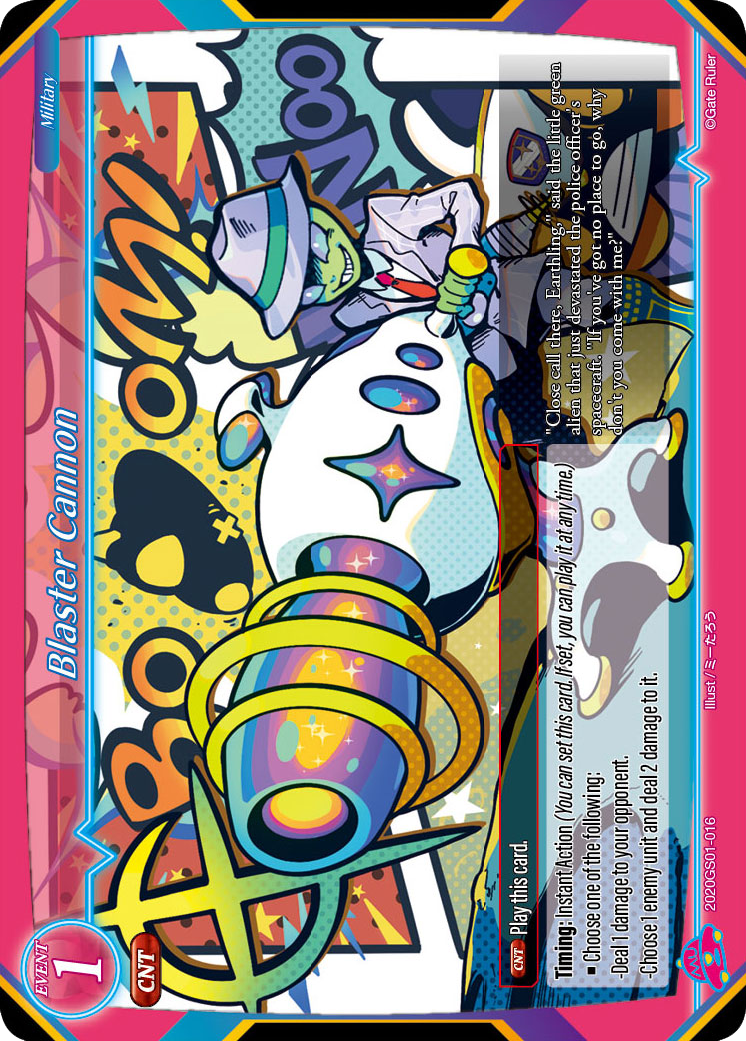 EVENT
1
Blaster Cannon
Military
CNT
BOOM!
CNT Play this card.
Timing: Instant Action (You can set this card. If set, you can play it at any time.)
▪ Choose one of the following:
-Deal 1 damage to your opponent.
-Choose 1 enemy unit and deal 2 damage to it.
"Close call there, Earthling," said the little green
alien that just devastated the police officer's
spacecraft. "If you've got no place to go, why
don't you come with me?"
2020GS01-016
Illust/ミーたろう
©Gate Ruler